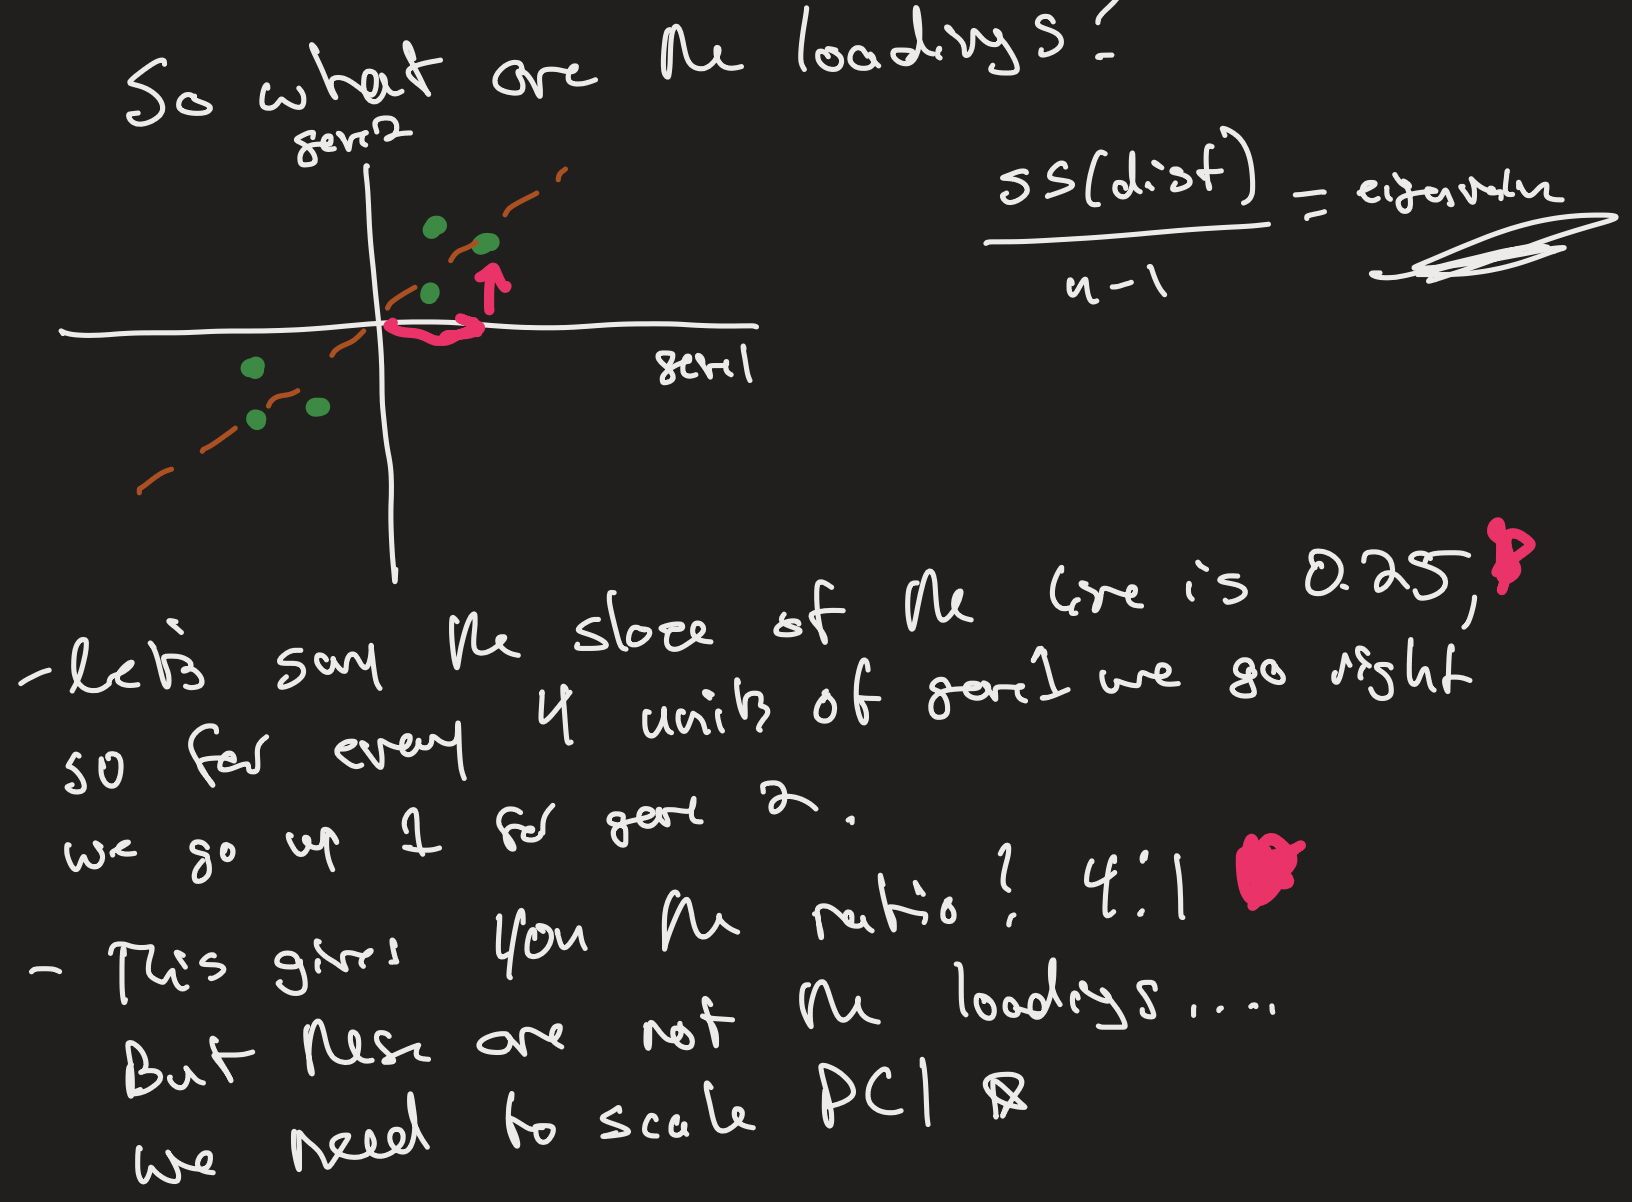 So what are the loadings?
gene2
SS(dist)
= eigenvalue
n-1
gene1
- let's say the slope of the line is 0.25,
so for every 4 units of gene1 we go right
we go up 1 for gene 2.
- This gives you the ratio? 4:1
But these are not the loadings....
we need to scale PC1